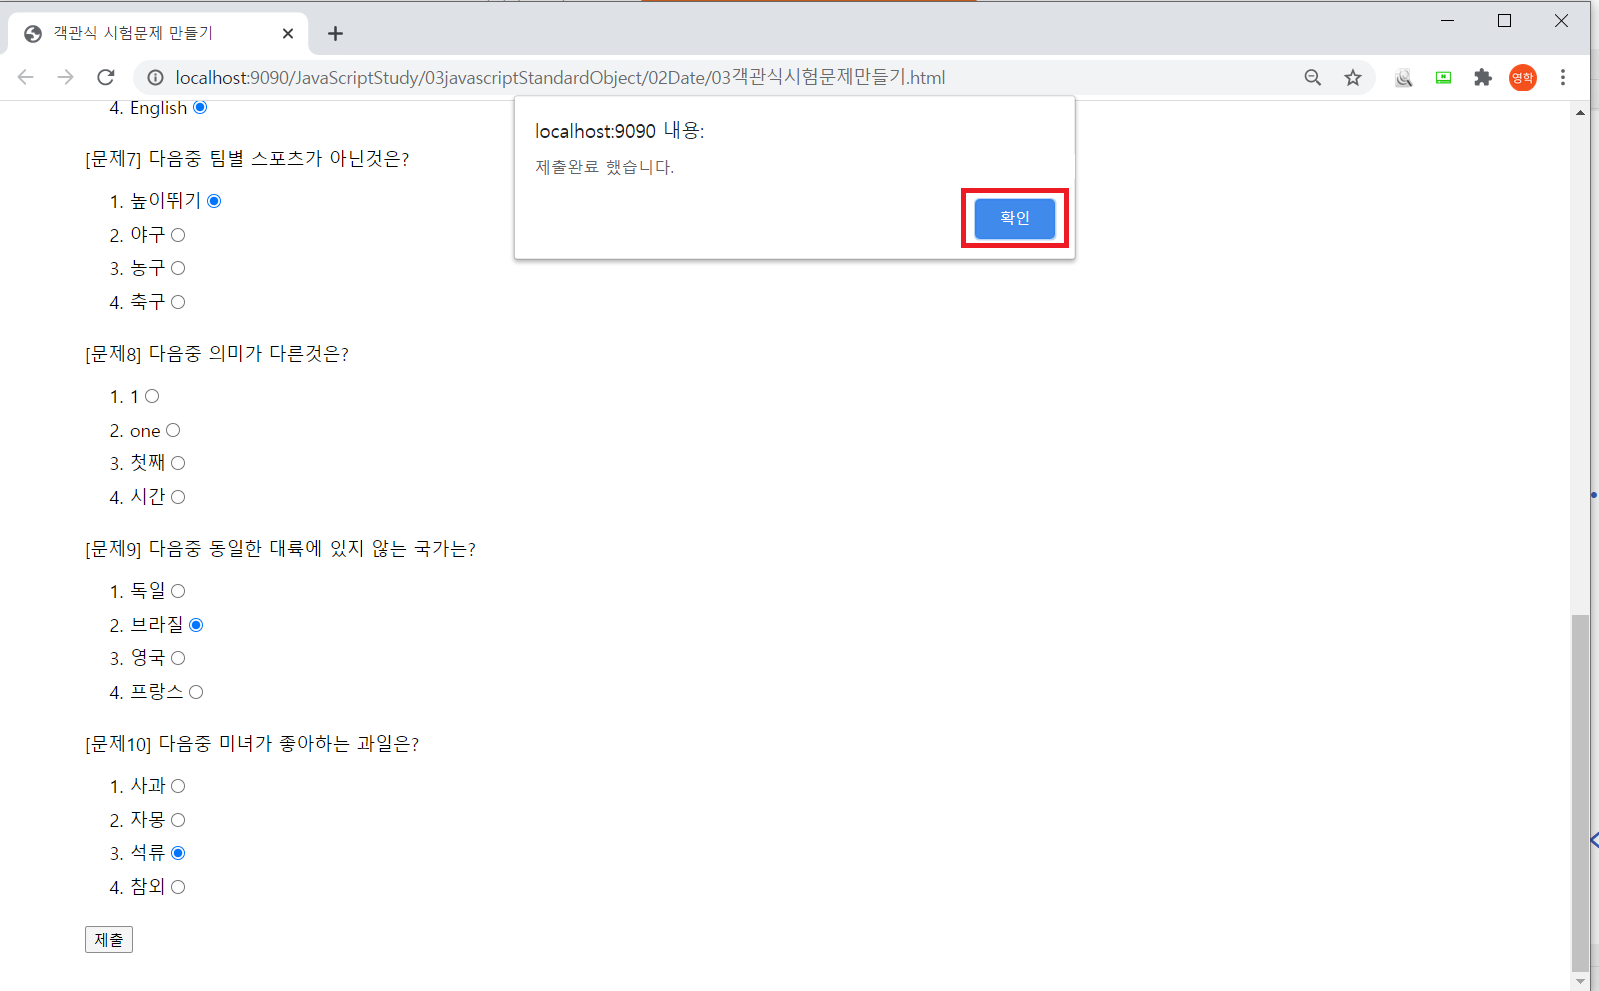 객관식 시험문제 만들기
localhost:9090/JavaScriptStudy/03javascriptStandardObject/02Date/03객관식시험문제만들기.html
영학
localhost:9090 내용:
제출완료 했습니다.
확인
4. English
[문제7] 다음중 팀별 스포츠가 아닌것은?
1. 높이뛰기
2. 야구
3. 농구
4. 축구
[문제8] 다음중 의미가 다른것은?
1. 1
2. one
3. 첫째
4. 시간
[문제9] 다음중 동일한 대륙에 있지 않는 국가는?
1. 독일
2. 브라질
3. 영국
4. 프랑스
[문제10] 다음중 미녀가 좋아하는 과일은?
1. 사과
2. 자몽
3. 석류
4. 참외
제출